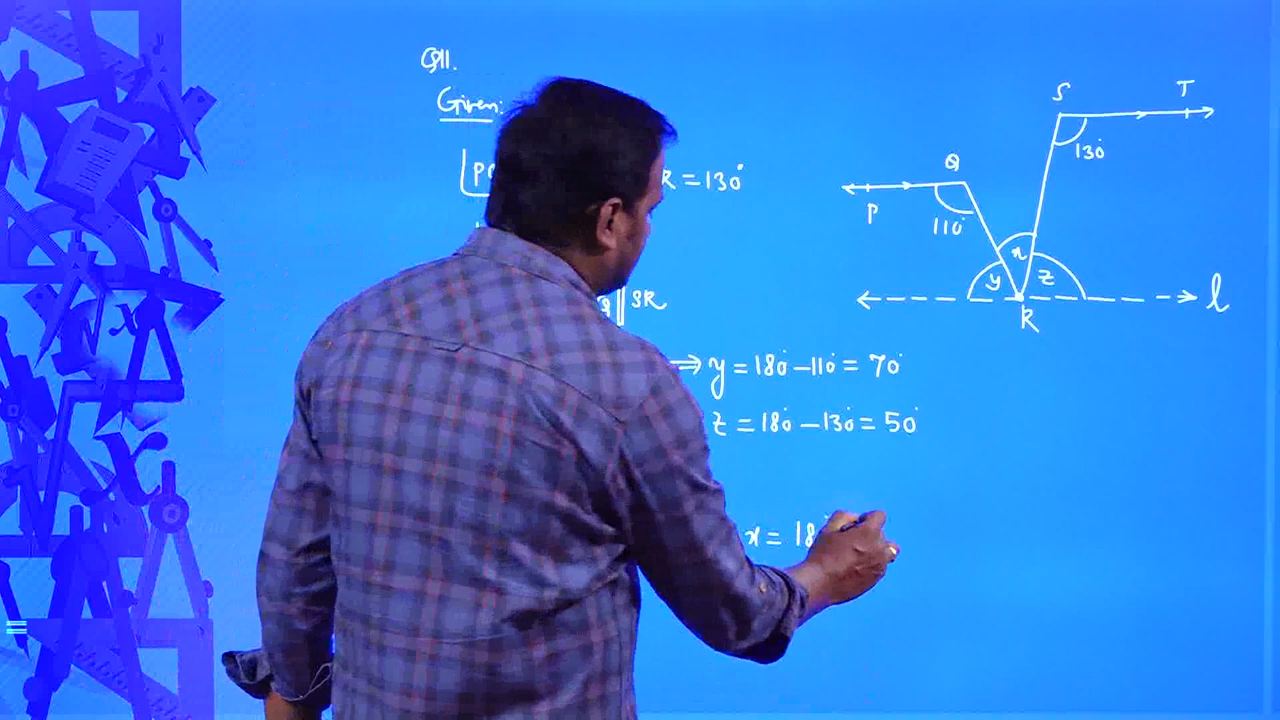 Q11.
Given:
= 130°
SR
⇒ y = 180° – 110° = 70°
z = 180° – 130° = 50°
x = 18
S
T
130°
Q
P
110°
x
y
z
R
l